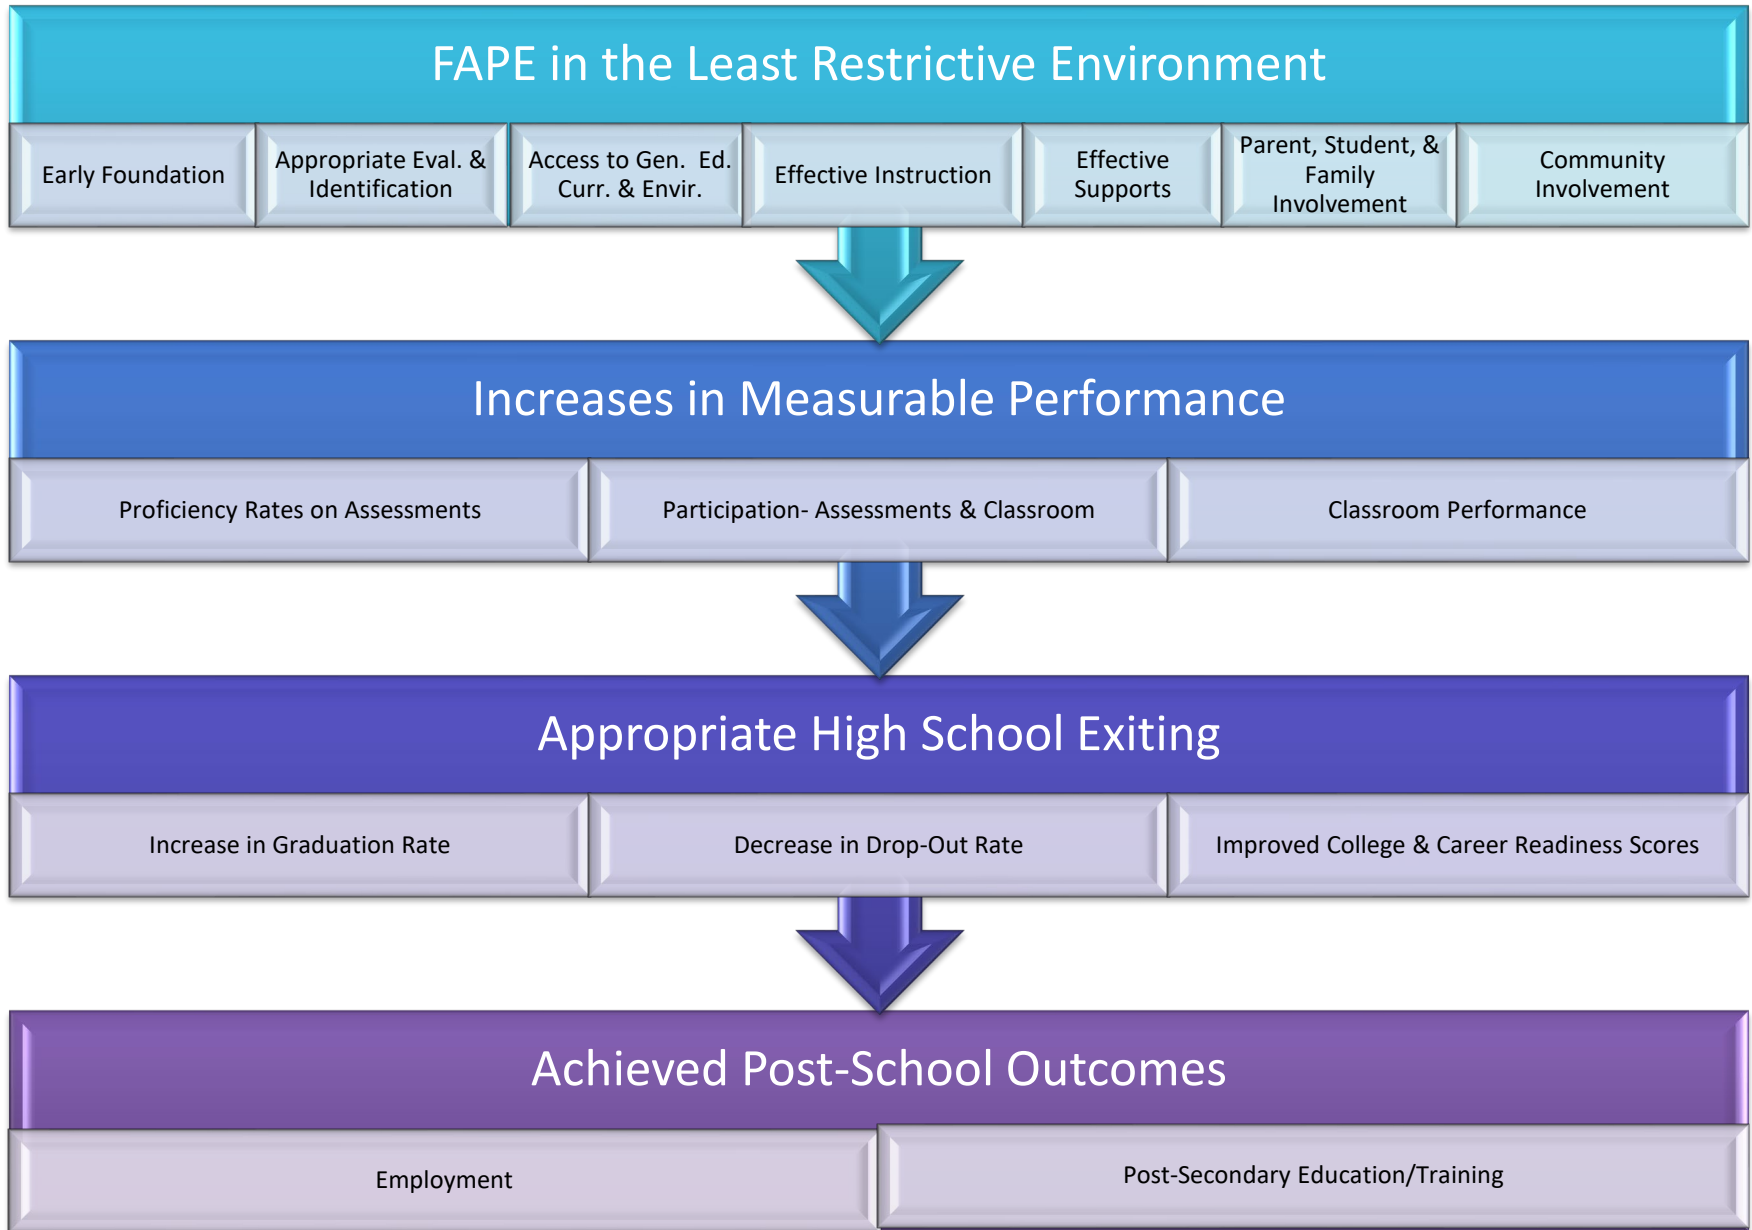 FAPE in the Least Restrictive Environment
Early Foundation
Appropriate Eval. &
Identification
Access to Gen. Ed.
Curr. & Envir.
Effective Instruction
Effective
Supports
Parent, Student, &
Family
Involvement
Community
Involvement
Increases in Measurable Performance
Proficiency Rates on Assessments
Participation- Assessments & Classroom
Classroom Performance
Appropriate High School Exiting
Increase in Graduation Rate
Decrease in Drop-Out Rate
Improved College & Career Readiness Scores
Achieved Post-School Outcomes
Employment
Post-Secondary Education/Training